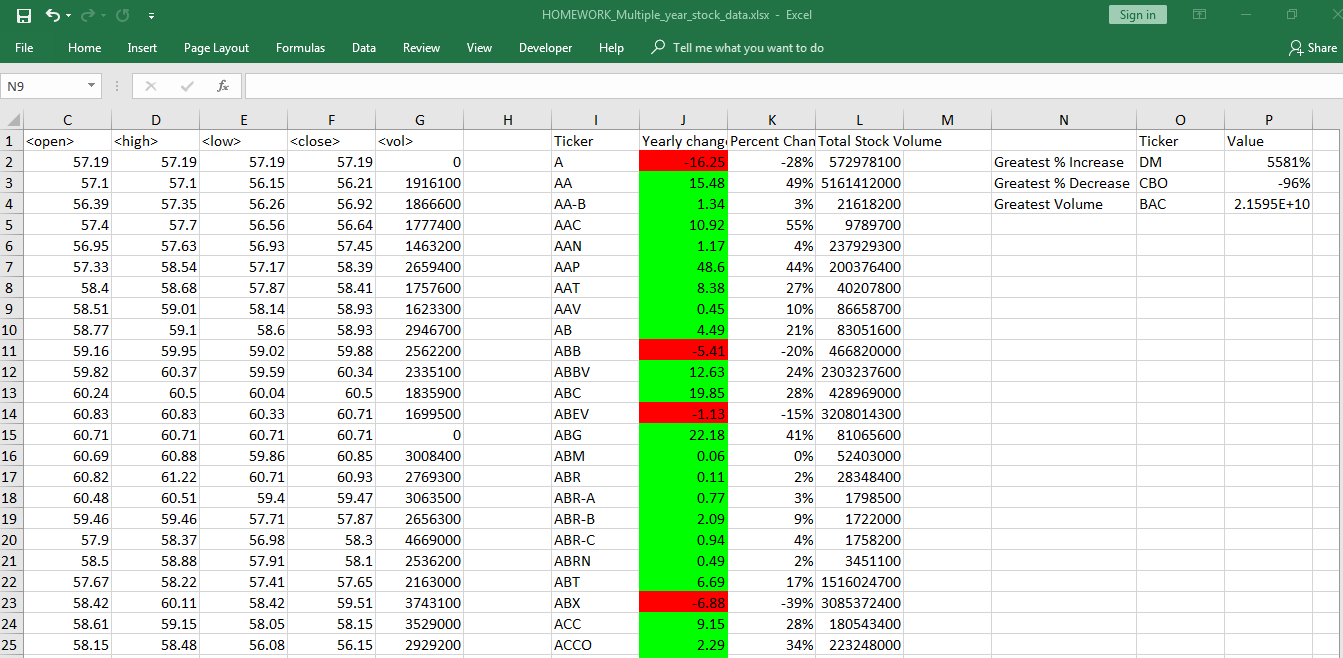 HOMEWORK_Multiple_year_stock_data.xlsx - Excel
Sign in
File Home Insert Page Layout Formulas Data Review View Developer Help Tell me what you want to do Share
N9 fx
C D E F G H I J K L M N O P
1 <open> <high> <low> <close> <vol> Ticker Yearly change Percent Chan Total Stock Volume Ticker Value
2 57.19 57.19 57.19 57.19 0 A -16.25 -28% 572978100 Greatest % Increase DM 5581%
3 57.1 57.1 56.15 56.21 1916100 AA 15.48 49% 5161412000 Greatest % Decrease CBO -96%
4 56.39 57.35 56.26 56.92 1866600 AA-B 1.34 3% 21618200 Greatest Volume BAC 2.1595E+10
5 57.4 57.7 56.56 56.64 1777400 AAC 10.92 55% 9789700
6 56.95 57.63 56.93 57.45 1463200 AAN 1.17 4% 237929300
7 57.33 58.54 57.17 58.39 2659400 AAP 48.6 44% 200376400
8 58.4 58.68 57.87 58.41 1757600 AAT 8.38 27% 40207800
9 58.51 59.01 58.14 58.93 1623300 AAV 0.45 10% 86658700
10 58.77 59.1 58.6 58.93 2946700 AB 4.49 21% 83051600
11 59.16 59.95 59.02 59.88 2562200 ABB -5.41 -20% 466820000
12 59.82 60.37 59.59 60.34 2335100 ABBV 12.63 24% 2303237600
13 60.24 60.5 60.04 60.5 1835900 ABC 19.85 28% 428969000
14 60.83 60.83 60.33 60.71 1699500 ABEV -1.13 -15% 3208014300
15 60.71 60.71 60.71 60.71 0 ABG 22.18 41% 81065600
16 60.69 60.88 59.86 60.85 3008400 ABM 0.06 0% 52403000
17 60.82 61.22 60.71 60.93 2769300 ABR 0.11 2% 28348400
18 60.48 60.51 59.4 59.47 3063500 ABR-A 0.77 3% 1798500
19 59.46 59.46 57.71 57.87 2656300 ABR-B 2.09 9% 1722000
20 57.9 58.37 56.98 58.3 4669000 ABR-C 0.94 4% 1758200
21 58.5 58.88 57.91 58.1 2536200 ABRN 0.49 2% 3451100
22 57.67 58.22 57.41 57.65 2163000 ABT 6.69 17% 1516024700
23 58.42 60.11 58.42 59.51 3743100 ABX -6.88 -39% 3085372400
24 58.61 59.15 58.05 58.15 3529000 ACC 9.15 28% 180543400
25 58.15 58.48 56.08 56.15 2929200 ACCO 2.29 34% 223248000